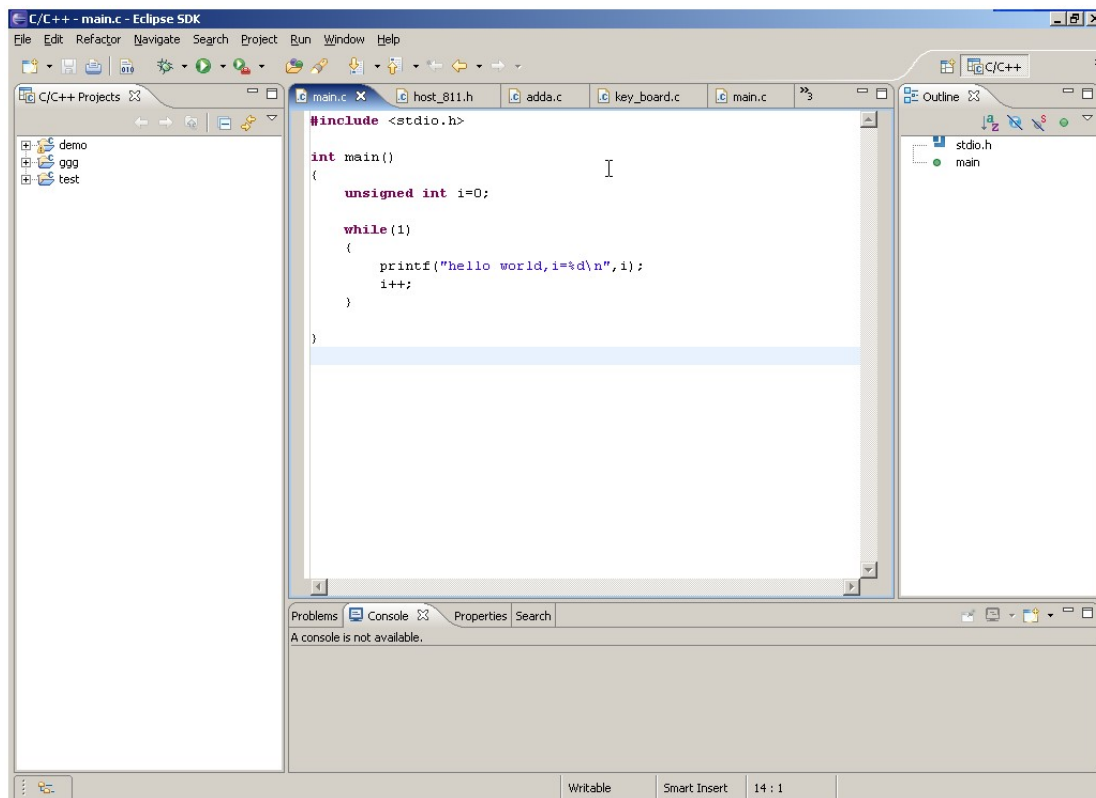 C/C++ - main.c - Eclipse SDK
File Edit Refactor Navigate Search Project Run Window Help
C/C++
C/C++ Projects
main.c host_811.h adda.c key_board.c main.c »3
Outline
demo
ggg
test
#include <stdio.h>
int main()
{
unsigned int i=0;
while(1)
{
printf("hello world,i=%d\n",i);
i++;
}
}
stdio.h
main
Problems Console Properties Search
A console is not available.
Writable Smart Insert 14 : 1